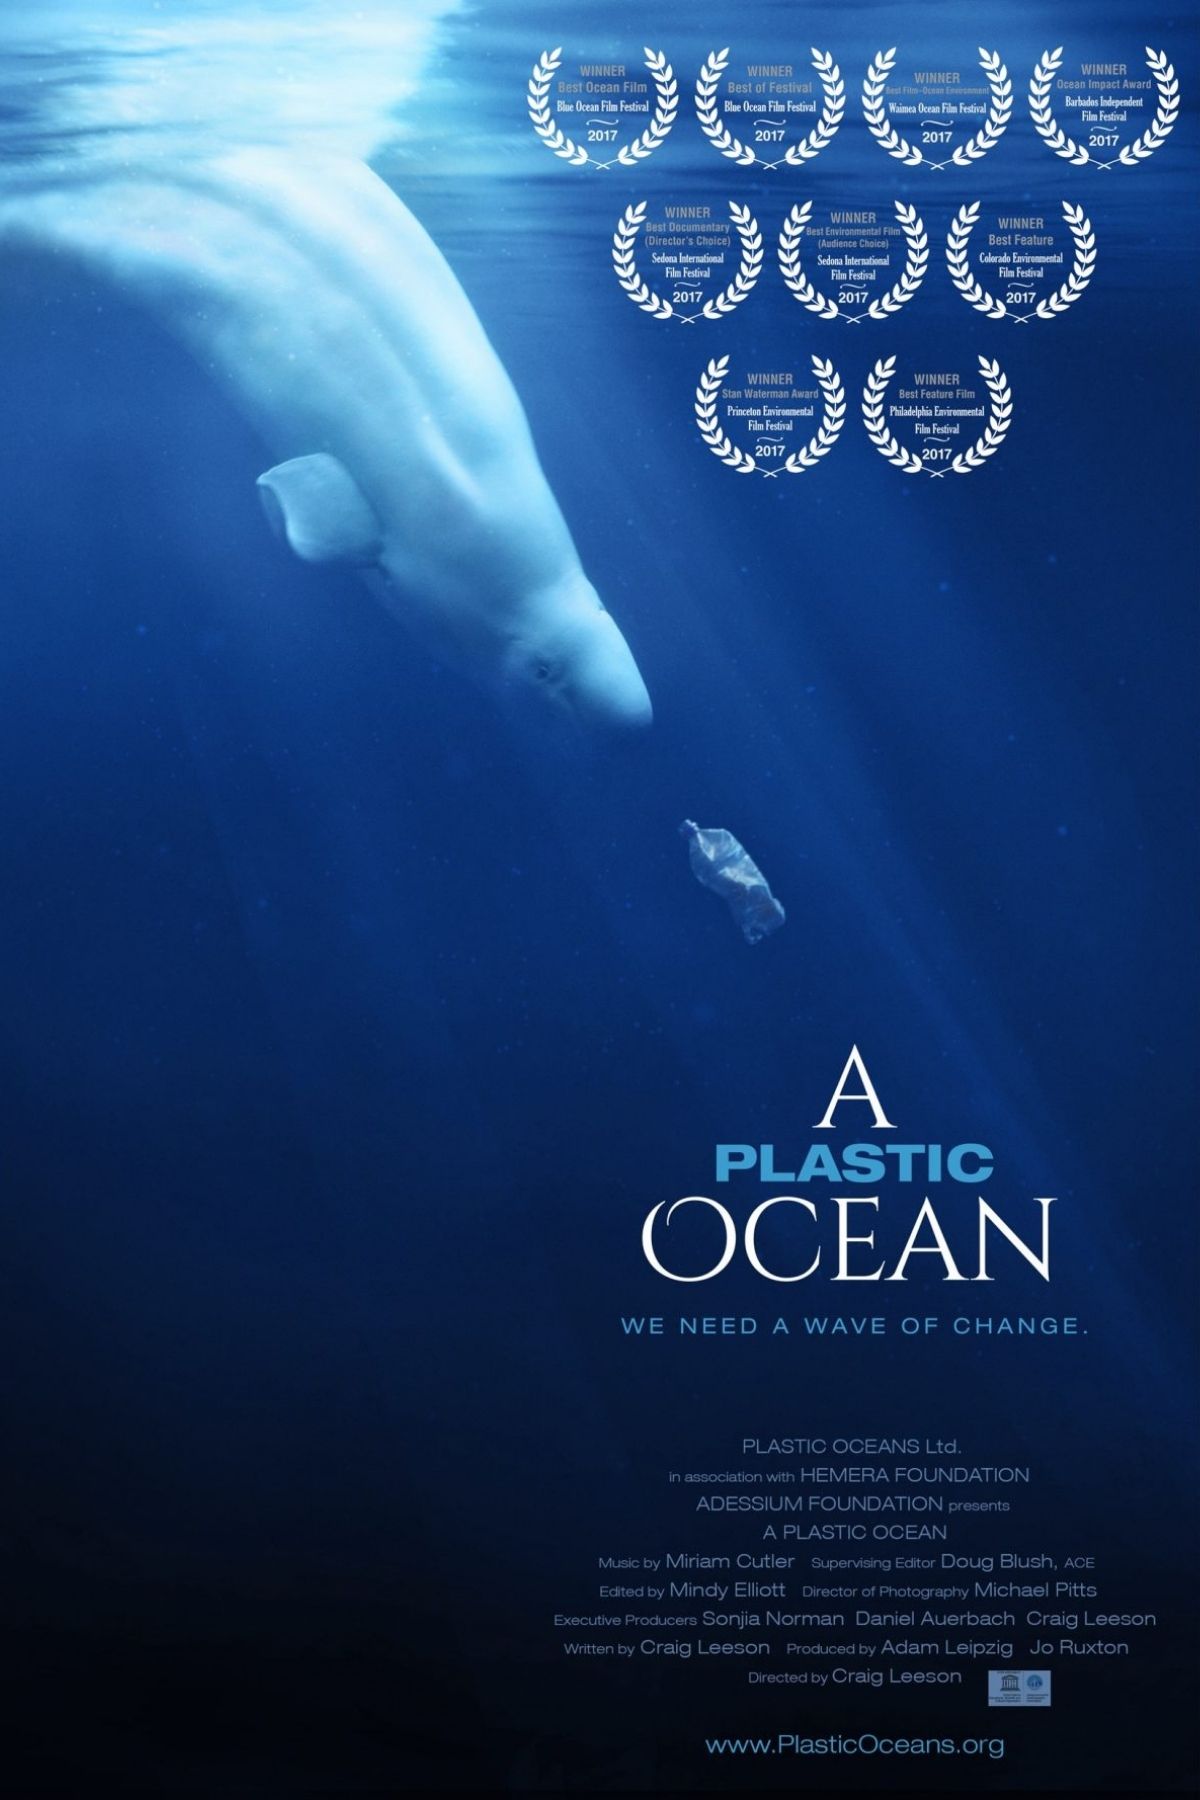 WINNER
Best Ocean Film
Blue Ocean Film Festival
2017
WINNER
Best of Festival
Blue Ocean Film Festival
2017
WINNER
Best Film-Ocean Environment
Waimea Ocean Film Festival
2017
WINNER
Ocean Impact Award
Barbados Independent
Film Festival
2017
WINNER
Best Documentary
(Director's Choice)
Sedona International
Film Festival
2017
WINNER
Best Environmental Film
(Audience Choice)
Sedona International
Film Festival
2017
WINNER
Best Feature
Colorado Environmental
Film Festival
2017
WINNER
Stan Waterman Award
Princeton Environmental
Film Festival
2017
WINNER
Best Feature Film
Philadelphia Environmental
Film Festival
2017
A
PLASTIC
OCEAN
WE NEED A WAVE OF CHANGE.
PLASTIC OCEANS Ltd.
in association with HEMERA FOUNDATION
ADESSIUM FOUNDATION presents
A PLASTIC OCEAN
Music by Miriam Cutler Supervising Editor Doug Blush, ACE
Edited by Mindy Elliott Director of Photography Michael Pitts
Executive Producers Sonjia Norman Daniel Auerbach Craig Leeson
Written by Craig Leeson Produced by Adam Leipzig Jo Ruxton
Directed by Craig Leeson
www.PlasticOceans.org